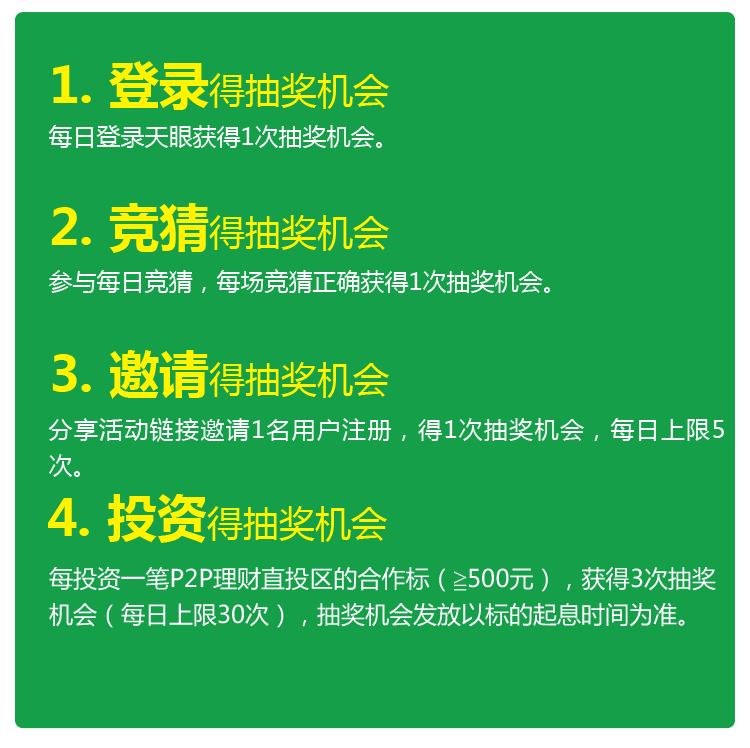 1. 登录得抽奖机会
每日登录天眼获得1次抽奖机会。
2. 竞猜得抽奖机会
参与每日竞猜，每场竞猜正确获得1次抽奖机会。
3. 邀请得抽奖机会
分享活动链接邀请1名用户注册，得1次抽奖机会，每日上限5
次。
4. 投资得抽奖机会
每投资一笔P2P理财直投区的合作标（≧500元），获得3次抽奖
机会（每日上限30次），抽奖机会发放以标的起息时间为准。